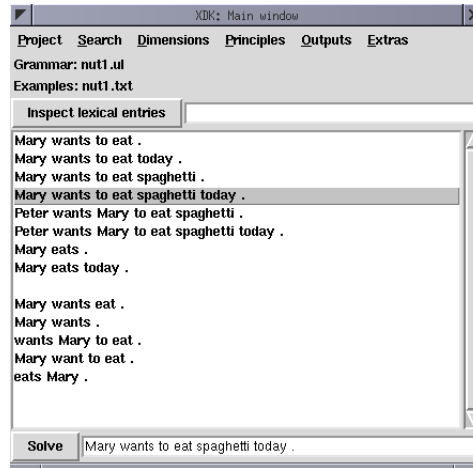 XDK: Main window
Project Search Dimensions Principles Outputs Extras
Grammar: nut1.ul
Examples: nut1.txt
Inspect lexical entries
Mary wants to eat .
Mary wants to eat today .
Mary wants to eat spaghetti .
Mary wants to eat spaghetti today .
Peter wants Mary to eat spaghetti .
Peter wants Mary to eat spaghetti today .
Mary eats .
Mary eats today .
Mary wants eat .
Mary wants .
wants Mary to eat .
Mary want to eat .
eats Mary .
Solve Mary wants to eat spaghetti today .